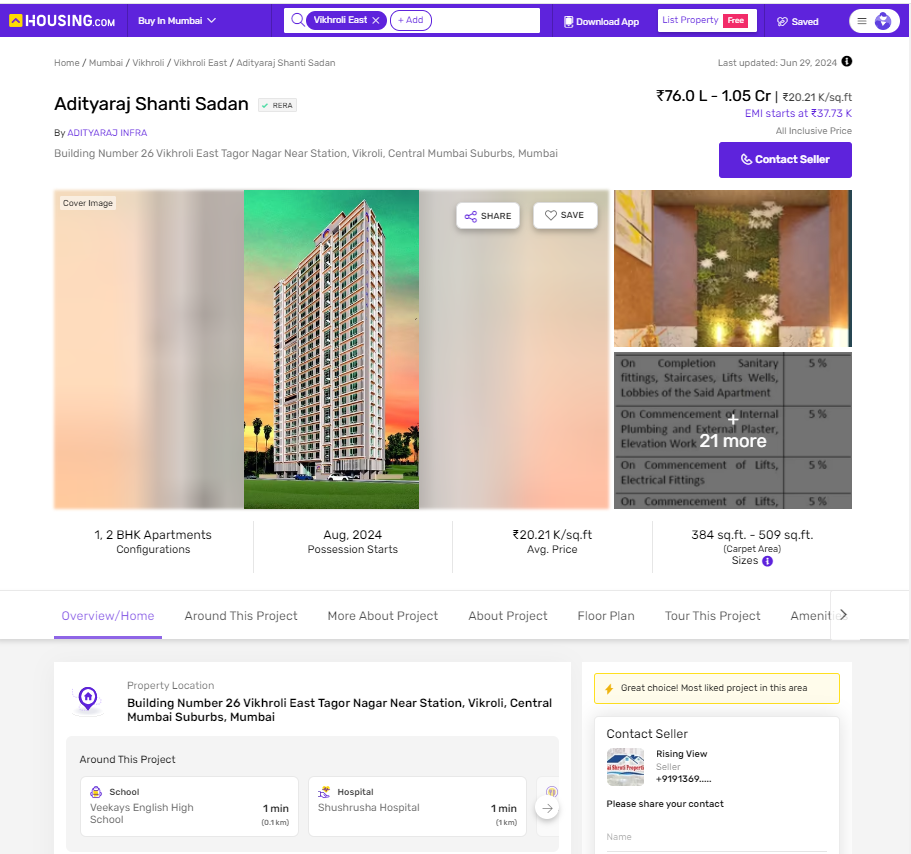 HOUSING.COM
Buy In Mumbai
Vikhroli East
+ Add
Download App
List Property Free
Saved
Home / Mumbai / Vikhroli / Vikhroli East / Adityaraj Shanti Sadan
Last updated: Jun 29, 2024
Adityaraj Shanti Sadan
RERA
₹76.0 L - 1.05 Cr | ₹20.21 K/sq.ft
EMI starts at ₹37.73 K
By ADITYARAJ INFRA
All Inclusive Price
Building Number 26 Vikhroli East Tagor Nagar Near Station, Vikroli, Central Mumbai Suburbs, Mumbai
Contact Seller
Cover Image
SHARE
SAVE
On Completion Sanitary 5 %
fittings, Staircases, Lifts Wells,
Lobbies of the Said Apartment
On Commencement of Internal 5 %
Plumbing and External Plaster,
Elevation Work
+
21 more
On Commencement of Lifts, 5 %
Electrical Fittings
On Commencement of Lifts, 5 %
1, 2 BHK Apartments
Configurations
Aug, 2024
Possession Starts
₹20.21 K/sq.ft
Avg. Price
384 sq.ft. - 509 sq.ft.
(Carpet Area)
Sizes
Overview/Home
Around This Project
More About Project
About Project
Floor Plan
Tour This Project
Ameniti
Property Location
Building Number 26 Vikhroli East Tagor Nagar Near Station, Vikroli, Central
Mumbai Suburbs, Mumbai
Around This Project
School
Veekays English High
School
1 min
(0.1 km)
Hospital
Shushrusha Hospital
1 min
(1 km)
Great choice! Most liked project in this area
Contact Seller
Rising View
Seller
+9191369.....
Please share your contact
Name